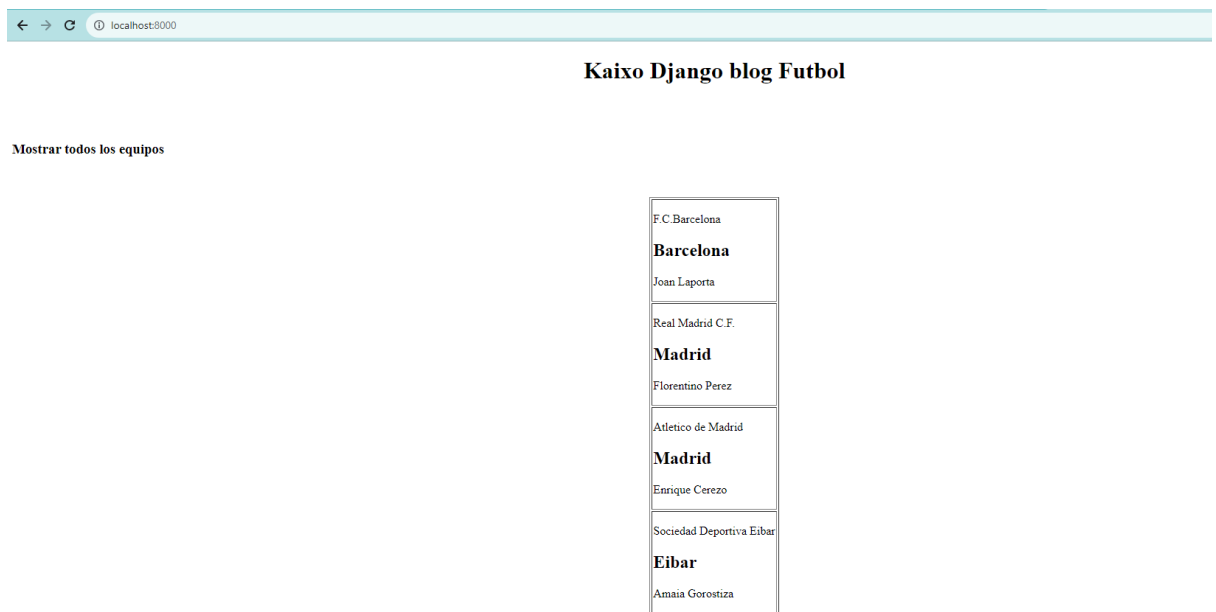 localhost:8000
Kaixo Django blog Futbol
Mostrar todos los equipos
F.C.Barcelona
Barcelona
Joan Laporta
Real Madrid C.F.
Madrid
Florentino Perez
Atletico de Madrid
Madrid
Enrique Cerezo
Sociedad Deportiva Eibar
Eibar
Amaia Gorostiza